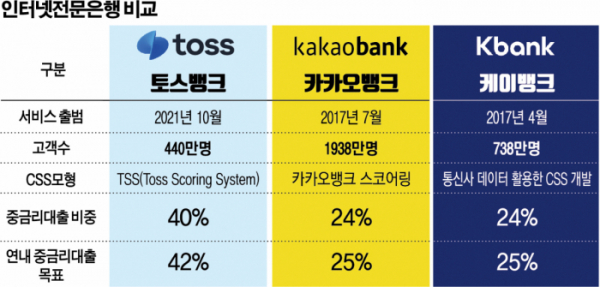 인터넷전문은행 비교
구분 toss 토스뱅크 kakaobank 카카오뱅크 Kbank 케이뱅크
서비스 출범 2021년 10월 2017년 7월 2017년 4월
고객수 440만명 1938만명 738만명
CSS모형 TSS(Toss Scoring System) 카카오뱅크 스코어링 통신사 데이터 활용한 CSS 개발
중금리대출 비중 40% 24% 24%
연내 중금리대출 목표 42% 25% 25%